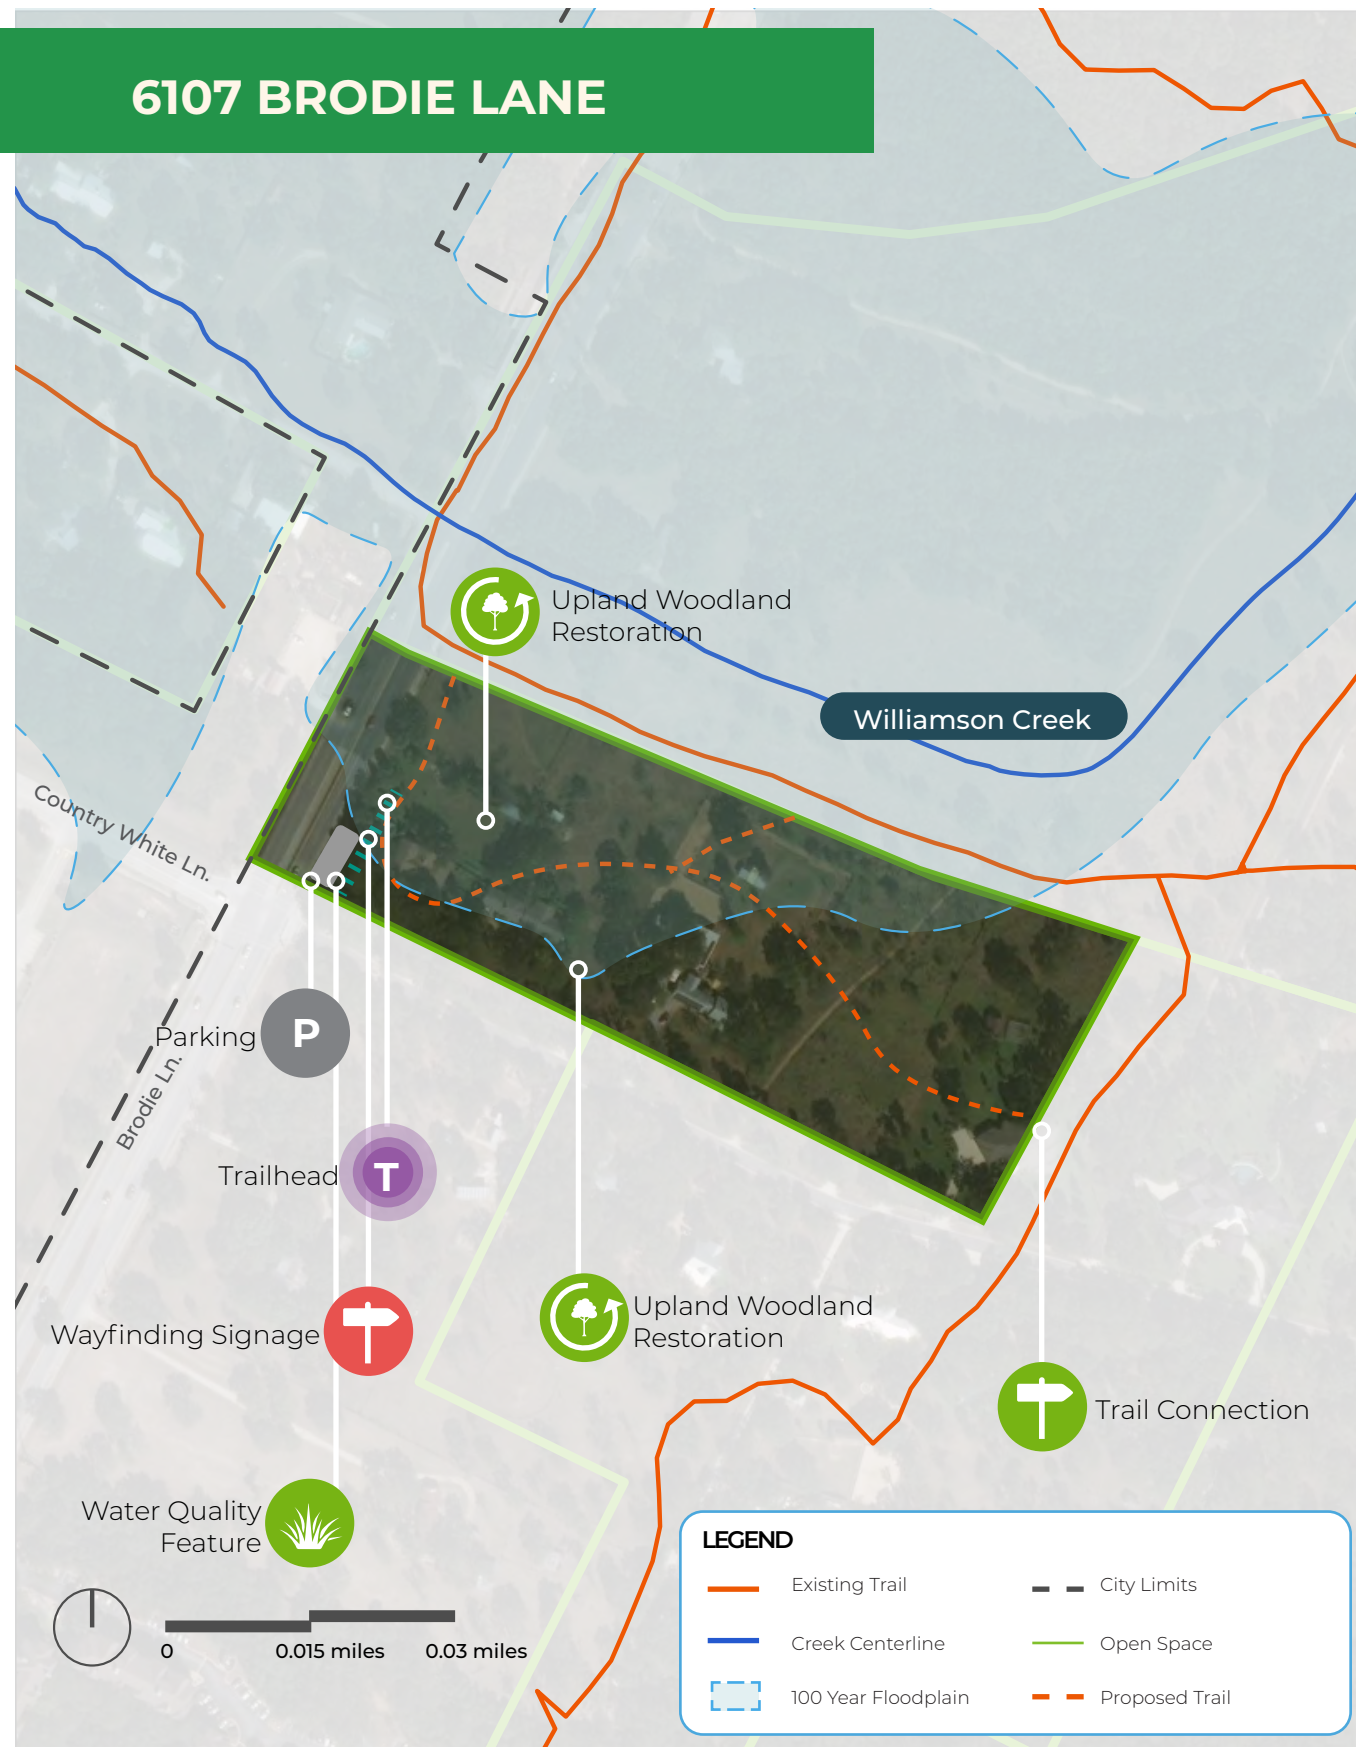 6107 BRODIE LANE
Upland Woodland
Restoration
Williamson Creek
Country White Ln.
Parking
P
Brodie Ln.
Trailhead
T
Wayfinding Signage
Upland Woodland
Restoration
Trail Connection
Water Quality
Feature
0
0.015 miles
0.03 miles
LEGEND
Existing Trail
City Limits
Creek Centerline
Open Space
100 Year Floodplain
Proposed Trail